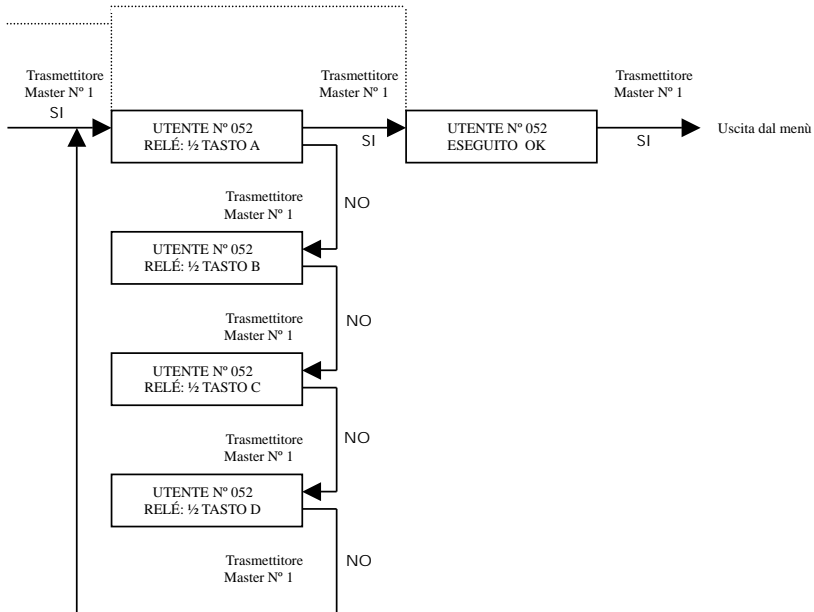 Trasmettitore
Master Nº 1
SI
Trasmettitore
Master Nº 1
Trasmettitore
Master Nº 1
UTENTE Nº 052
RELÉ: ½ TASTO A
SI
UTENTE Nº 052
ESEGUITO OK
SI
Uscita dal menù
Trasmettitore
Master Nº 1
NO
UTENTE Nº 052
RELÉ: ½ TASTO B
Trasmettitore
Master Nº 1
NO
UTENTE Nº 052
RELÉ: ½ TASTO C
Trasmettitore
Master Nº 1
NO
UTENTE Nº 052
RELÉ: ½ TASTO D
Trasmettitore
Master Nº 1
NO